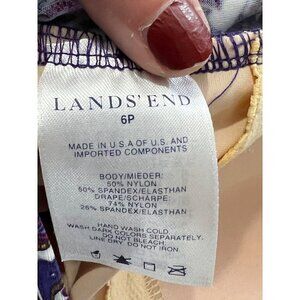 LANDS' END
6P
MADE IN U.S.A OF U.S. AND
IMPORTED COMPONENTS
BODY/MIEDER:
50% NYLON
50% SPANDEX/ELASTHAN
DRAPE/SCHARPE:
74% NYLON
26% SPANDEX/ELASTHAN
HAND WASH COLD.
WASH DARK COLORS SEPARATELY.
DO NOT BLEACH.
LINE DRY. DO NOT IRON.